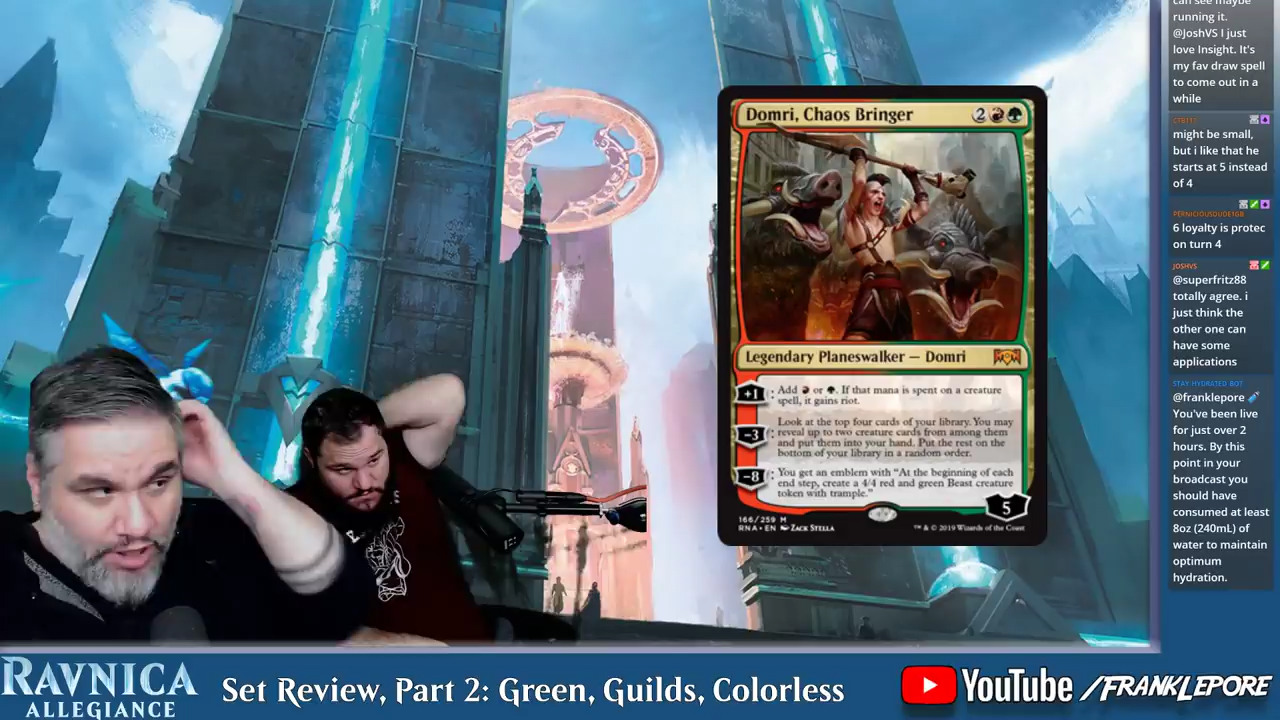 Domri, Chaos Bringer
2
Legendary Planeswalker — Domri
+1 : Add or . If that mana is spent on a creature
spell, it gains riot.
-3 : Look at the top four cards of your library. You may
reveal up to two creature cards from among them
and put them into your hand. Put the rest on the
bottom of your library in a random order.
-8 : You get an emblem with “At the beginning of each
end step, create a 4/4 red and green Beast creature
token with trample.”
5
166/259 M
RNA • EN Zack Stella
™ & © 2019 Wizards of the Coast
can see maybe
running it.
@JoshVS I just
love Insight. It's
my fav draw spell
to come out in a
while
might be small,
but i like that he
starts at 5 instead
of 4
6 loyalty is protec
on turn 4
JOSHVS
@superfritz88
totally agree. i
just think the
other one can
have some
applications
STAY HYDRATED BOT
@franklepore
You've been live
for just over 2
hours. By this
point in your
broadcast you
should have
consumed at least
8oz (240mL) of
water to maintain
optimum
hydration.
RAVNICA
ALLEGIANCE
Set Review, Part 2: Green, Guilds, Colorless
YouTube /FRANKLEPORE